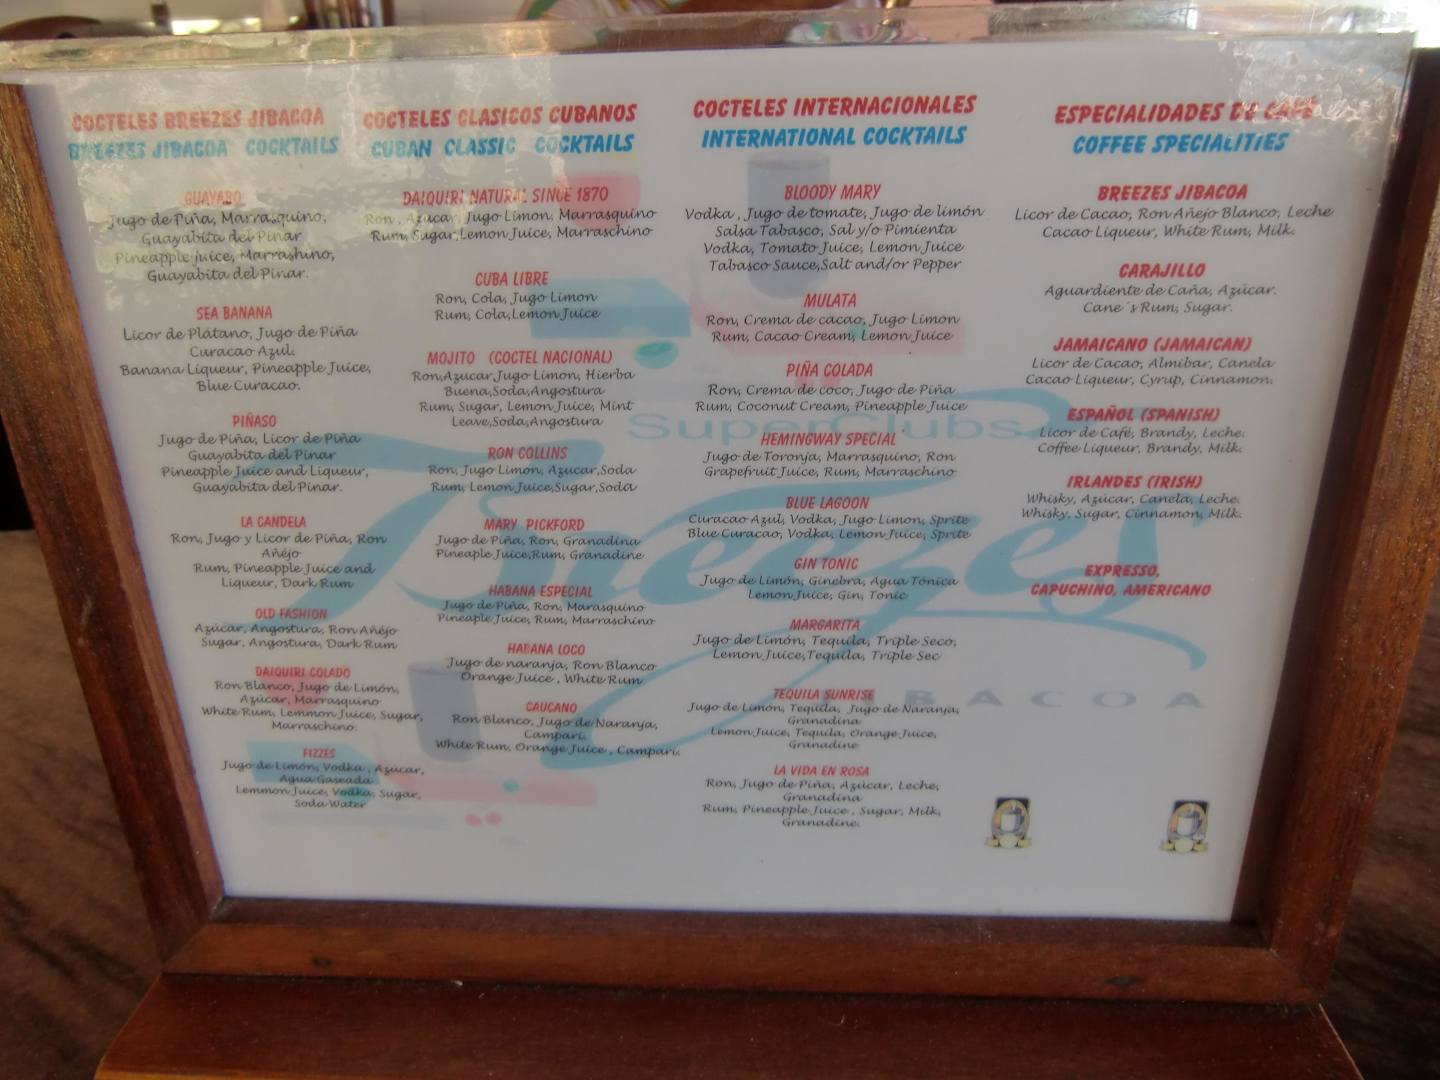 COCTELES BREEZES JIBACOA
BREEZES JIBACOA COCKTAILS
GUAYABO
Jugo de Piña, Marrasquino,
Guayabita del Pinar
Pineapple juice, Marrashino,
Guayabita del Pinar.
SEA BANANA
Licor de Plátano, Jugo de Piña
Curacao Azul.
Banana Liqueur, Pineapple Juice,
Blue Curacao.
PIÑASO
Jugo de Piña, Licor de Piña
Guayabita del Pinar
Pineapple Juice and Liqueur,
Guayabita del Pinar.
LA CANDELA
Ron, Jugo y Licor de Piña, Ron
Añejo
Rum, Pineapple Juice and
Liqueur, Dark Rum
OLD FASHION
Azúcar, Angostura, Ron Añejo
Sugar, Angostura, Dark Rum
DAIQUIRI COLADO
Ron Blanco, Jugo de Limón,
Azúcar, Marrasquino
White Rum, Lemmon Juice, Sugar,
Marraschino.
FIZZES
Jugo de Limón, Vodka , Azúcar,
Agua Gaseada
Lemmon Juice, Vodka, Sugar,
Soda Water
COCTELES CLASICOS CUBANOS
CUBAN CLASSIC COCKTAILS
DAIQUIRI NATURAL SINCE 1870
Ron , Azúcar, Jugo Limon, Marrasquino
Rum, Sugar,Lemon Juice, Marraschino
CUBA LIBRE
Ron, Cola, Jugo Limon
Rum, Cola,Lemon Juice
MOJITO (COCTEL NACIONAL)
Ron,Azucar,Jugo Limon, Hierba
Buena,Soda,Angostura
Rum, Sugar, Lemon Juice, Mint
Leave,Soda,Angostura
RON COLLINS
Ron, Jugo Limon, Azucar,Soda
Rum, Lemon Juice,Sugar,Soda
MARY PICKFORD
Jugo de Piña, Ron, Granadina
Pineaple Juice,Rum, Granadine
HABANA ESPECIAL
Jugo de Piña, Ron, Marasquino
Pineaple Juice, Rum, Marraschino
HABANA LOCO
Jugo de naranja, Ron Blanco
Orange Juice , White Rum
CAUCANO
Ron Blanco, Jugo de Naranja,
Campari.
White Rum, Orange Juice , Campari.
COCTELES INTERNACIONALES
INTERNATIONAL COCKTAILS
BLOODY MARY
Vodka , Jugo de tomate, Jugo de limón
Salsa Tabasco, Sal y/o Pimienta
Vodka, Tomato Juice, Lemon Juice
Tabasco Sauce,Salt and/or Pepper
MULATA
Ron, Crema de cacao, Jugo Limon
Rum, Cacao Cream, Lemon Juice
PIÑA COLADA
Ron, Crema de coco, Jugo de Piña
Rum, Coconut Cream, Pineapple Juice
HEMINGWAY SPECIAL
Jugo de Toronja, Marrasquino, Ron
Grapefruit Juice, Rum, Marraschino
BLUE LAGOON
Curacao Azul, Vodka, Jugo Limon, Sprite
Blue Curacao, Vodka, Lemon Juice, Sprite
GIN TONIC
Jugo de Limón, Ginebra, Agua Tónica
Lemon Juice, Gin, Tonic
MARGARITA
Jugo de Limón, Tequila, Triple Seco,
Lemon Juice,Tequila, Triple Sec
TEQUILA SUNRISE
Jugo de Limón, Tequila, Jugo de Naranja,
Granadina
Lemon Juice, Tequila, Orange Juice,
Granadine
LA VIDA EN ROSA
Ron, Jugo de Piña, Azúcar, Leche,
Granadina
Rum, Pineapple Juice , Sugar, Milk,
Granadine.
ESPECIALIDADES DE CAFE
COFFEE SPECIALITIES
BREEZES JIBACOA
Licor de Cacao, Ron Añejo Blanco, Leche
Cacao Liqueur, White Rum, Milk.
CARAJILLO
Aguardiente de Caña, Azúcar.
Cane´s Rum, Sugar.
JAMAICANO (JAMAICAN)
Licor de Cacao, Almibar, Canela
Cacao Liqueur, Cyrup, Cinnamon.
ESPAÑOL (SPANISH)
Licor de Café, Brandy, Leche.
Coffee Liqueur, Brandy, Milk.
IRLANDES (IRISH)
Whisky, Azúcar, Canela, Leche.
Whisky, Sugar, Cinnamon, Milk.
EXPRESSO,
CAPUCHINO, AMERICANO
SuperClubs
Breezes
JIBACOA